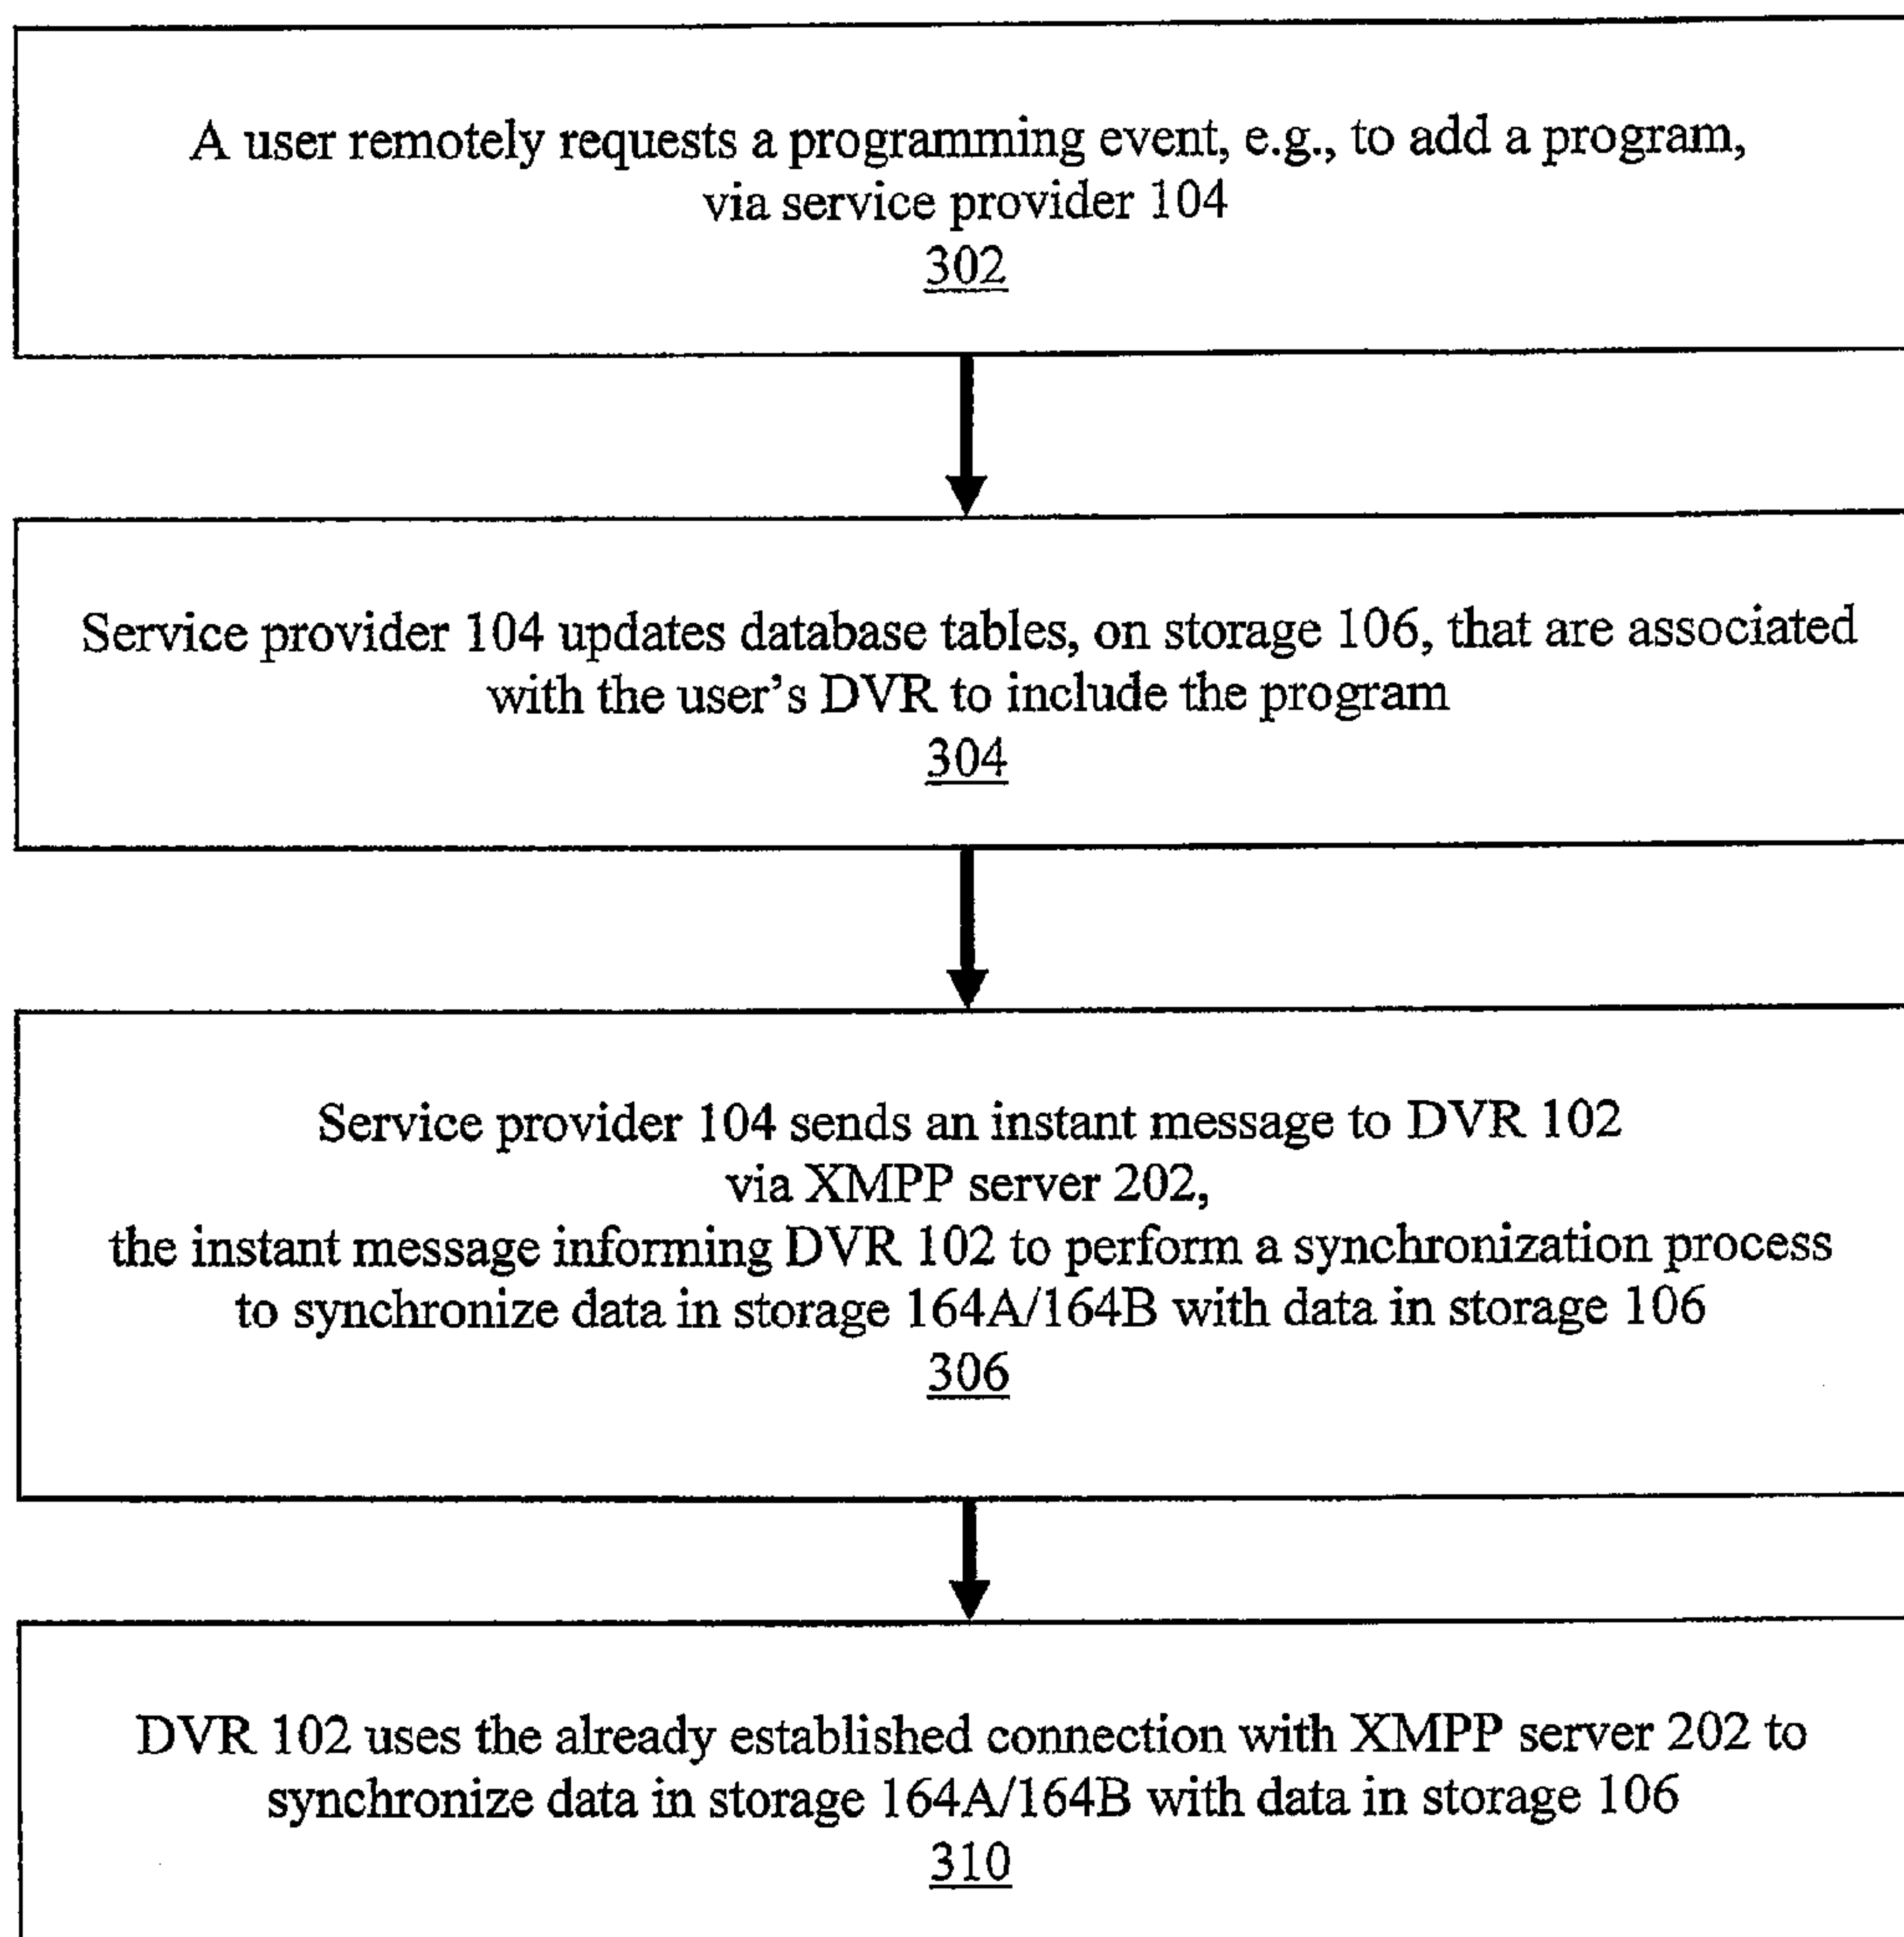 A user remotely requests a programming event, e.g., to add a program,
via service provider 104
302
Service provider 104 updates database tables, on storage 106, that are associated
with the user's DVR to include the program
304
Service provider 104 sends an instant message to DVR 102
via XMPP server 202,
the instant message informing DVR 102 to perform a synchronization process
to synchronize data in storage 164A/164B with data in storage 106
306
DVR 102 uses the already established connection with XMPP server 202 to
synchronize data in storage 164A/164B with data in storage 106
310